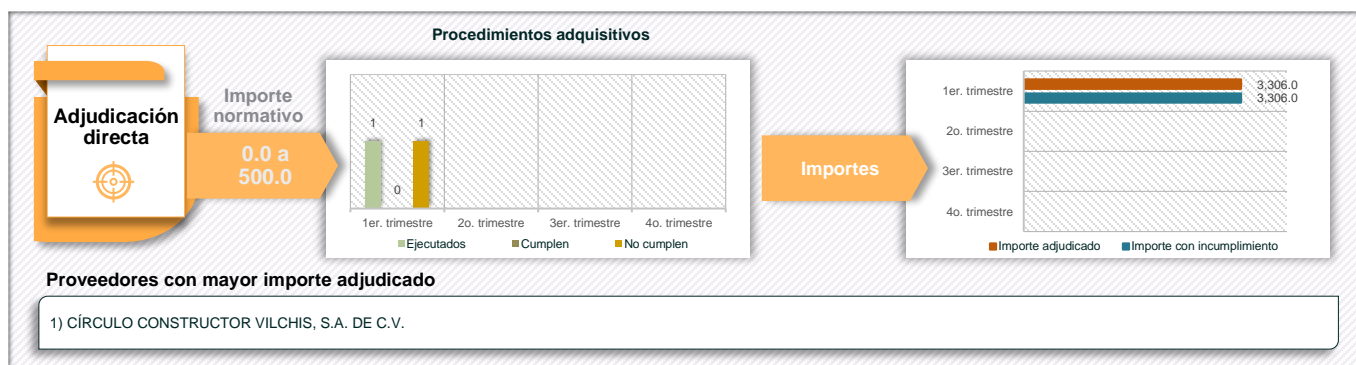 Procedimientos adquisitivos
Adjudicación
directa
Importe
normativo
0.0 a
500.0
1
0
1
1er. trimestre
2o. trimestre
3er. trimestre
4o. trimestre
Ejecutados
Cumplen
No cumplen
Importes
1er. trimestre
3,306.0
3,306.0
2o. trimestre
3er. trimestre
4o. trimestre
Importe adjudicado
Importe con incumplimiento
Proveedores con mayor importe adjudicado
1) CÍRCULO CONSTRUCTOR VILCHIS, S.A. DE C.V.